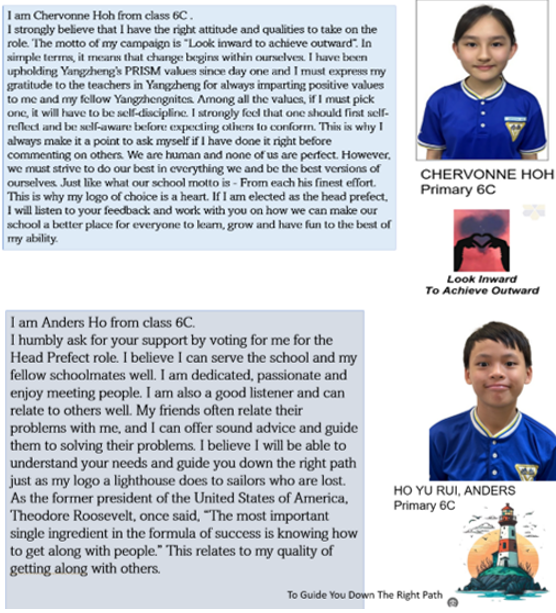 I am Chervonne Hoh from class 6C .
I strongly believe that I have the right attitude and qualities to take on the
role. The motto of my campaign is “Look inward to achieve outward”. In
simple terms, it means that change begins within ourselves. I have been
upholding Yangzheng's PRISM values since day one and I must express my
gratitude to the teachers in Yangzheng for always imparting positive values
to me and my fellow Yangzhengnites. Among all the values, if I must pick
one, it will have to be self-discipline. I strongly feel that one should first self-
reflect and be self-aware before expecting others to conform. This is why I
always make it a point to ask myself if I have done it right before
commenting on others. We are human and none of us are perfect. However,
we must strive to do our best in everything we and be the best versions of
ourselves. Just like what our school motto is - From each his finest effort.
This is why my logo of choice is a heart. If I am elected as the head prefect,
I will listen to your feedback and work with you on how we can make our
school a better place for everyone to learn, grow and have fun to the best of
my ability.
CHERVONNE HOH
Primary 6C
Look Inward
To Achieve Outward
I am Anders Ho from class 6C.
I humbly ask for your support by voting for me for the
Head Prefect role. I believe I can serve the school and my
fellow schoolmates well. I am dedicated, passionate and
enjoy meeting people. I am also a good listener and can
relate to others well. My friends often relate their
problems with me, and I can offer sound advice and guide
them to solving their problems. I believe I will be able to
understand your needs and guide you down the right path
just as my logo a lighthouse does to sailors who are lost.
As the former president of the United States of America,
Theodore Roosevelt, once said, “The most important
single ingredient in the formula of success is knowing how
to get along with people.” This relates to my quality of
getting along with others.
HO YU RUI, ANDERS
Primary 6C
To Guide You Down The Right Path